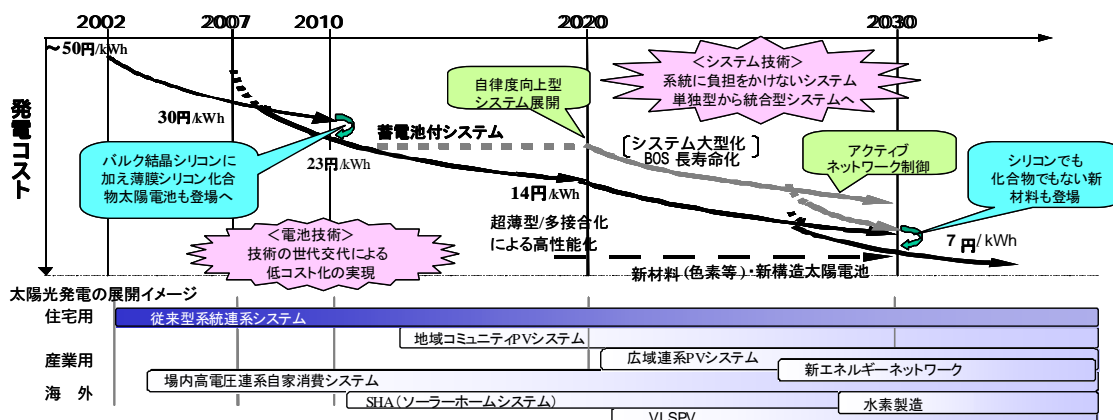 2002 2007 2010 2020 2030
～50円/kWh
発電コスト
30円/kWh
23円/kWh
14円/kWh
7 円/ kWh
バルク結晶シリコンに
加え薄膜シリコン化合
物太陽電池も登場へ
蓄電池付システム
自律度向上型
システム展開
＜システム技術＞
系統に負担をかけないシステム
単独型から統合型システムへ
システム大型化
BOS 長寿命化
アクティブ
ネットワーク制御
シリコンでも
化合物でもない新
材料も登場
＜電池技術＞
技術の世代交代による
低コスト化の実現
超薄型/多接合化
による高性能化
新材料(色素等)・新構造太陽電池
太陽光発電の展開イメージ
住宅用
従来型系統連系システム
地域コミュニティPVシステム
産業用
広域連系PVシステム
新エネルギーネットワーク
場内高電圧連系自家消費システム
海 外
SHA(ソーラーホームシステム)
水素製造
VLSPV